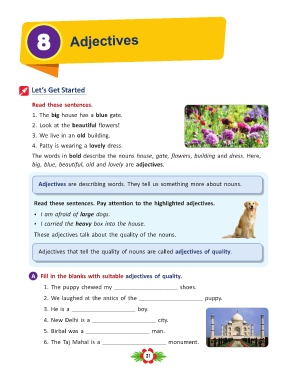 8 Adjectives
Let's Get Started
Read these sentences.
1. The big house has a blue gate.
2. Look at the beautiful flowers!
3. We live in an old building.
4. Patty is wearing a lovely dress.
The words in bold describe the nouns house, gate, flowers, building and dress. Here,
big, blue, beautiful, old and lovely are adjectives.
Adjectives are describing words. They tell us something more about nouns.
Read these sentences. Pay attention to the highlighted adjectives.
• I am afraid of large dogs.
• I carried the heavy box into the house.
These adjectives talk about the quality of the nouns.
Adjectives that tell the quality of nouns are called adjectives of quality.
A Fill in the blanks with suitable adjectives of quality.
1. The puppy chewed my ____________________ shoes.
2. We laughed at the antics of the ____________________ puppy.
3. He is a ____________________ boy.
4. New Delhi is a ____________________ city.
5. Birbal was a ____________________ man.
6. The Taj Mahal is a ____________________ monument.
31